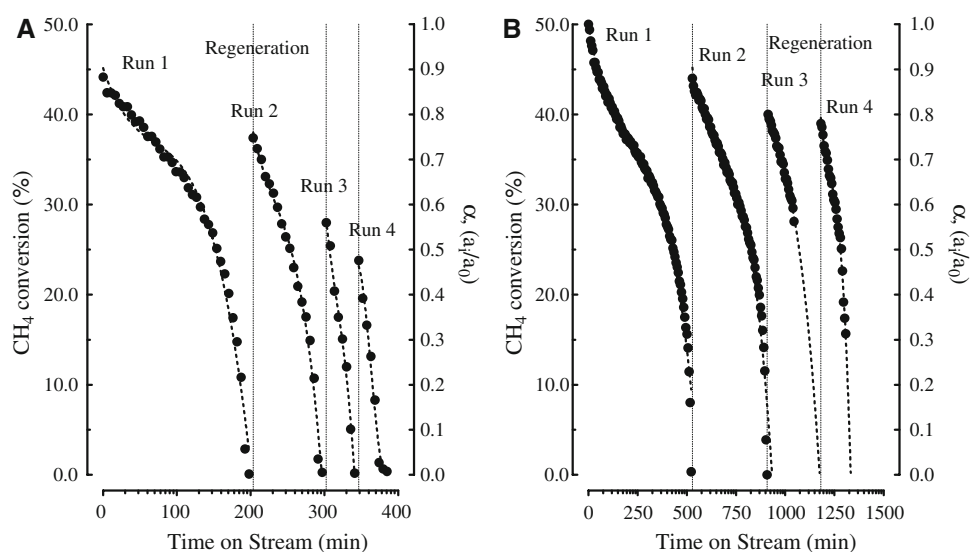 A
50.0
40.0
30.0
20.0
10.0
0.0
CH4 conversion (%)
Run 1
Regeneration
Run 2
Run 3
Run 4
1.0
0.9
0.8
0.7
0.6
0.5
0.4
0.3
0.2
0.1
0.0
α, (ai/a0)
0 100 200 300 400
Time on Stream (min)
B
50.0
40.0
30.0
20.0
10.0
0.0
CH4 conversion (%)
Run 1
Run 2
Regeneration
Run 3
Run 4
1.0
0.9
0.8
0.7
0.6
0.5
0.4
0.3
0.2
0.1
0.0
α, (ai/a0)
0 250 500 750 1000 1250 1500
Time on Stream (min)